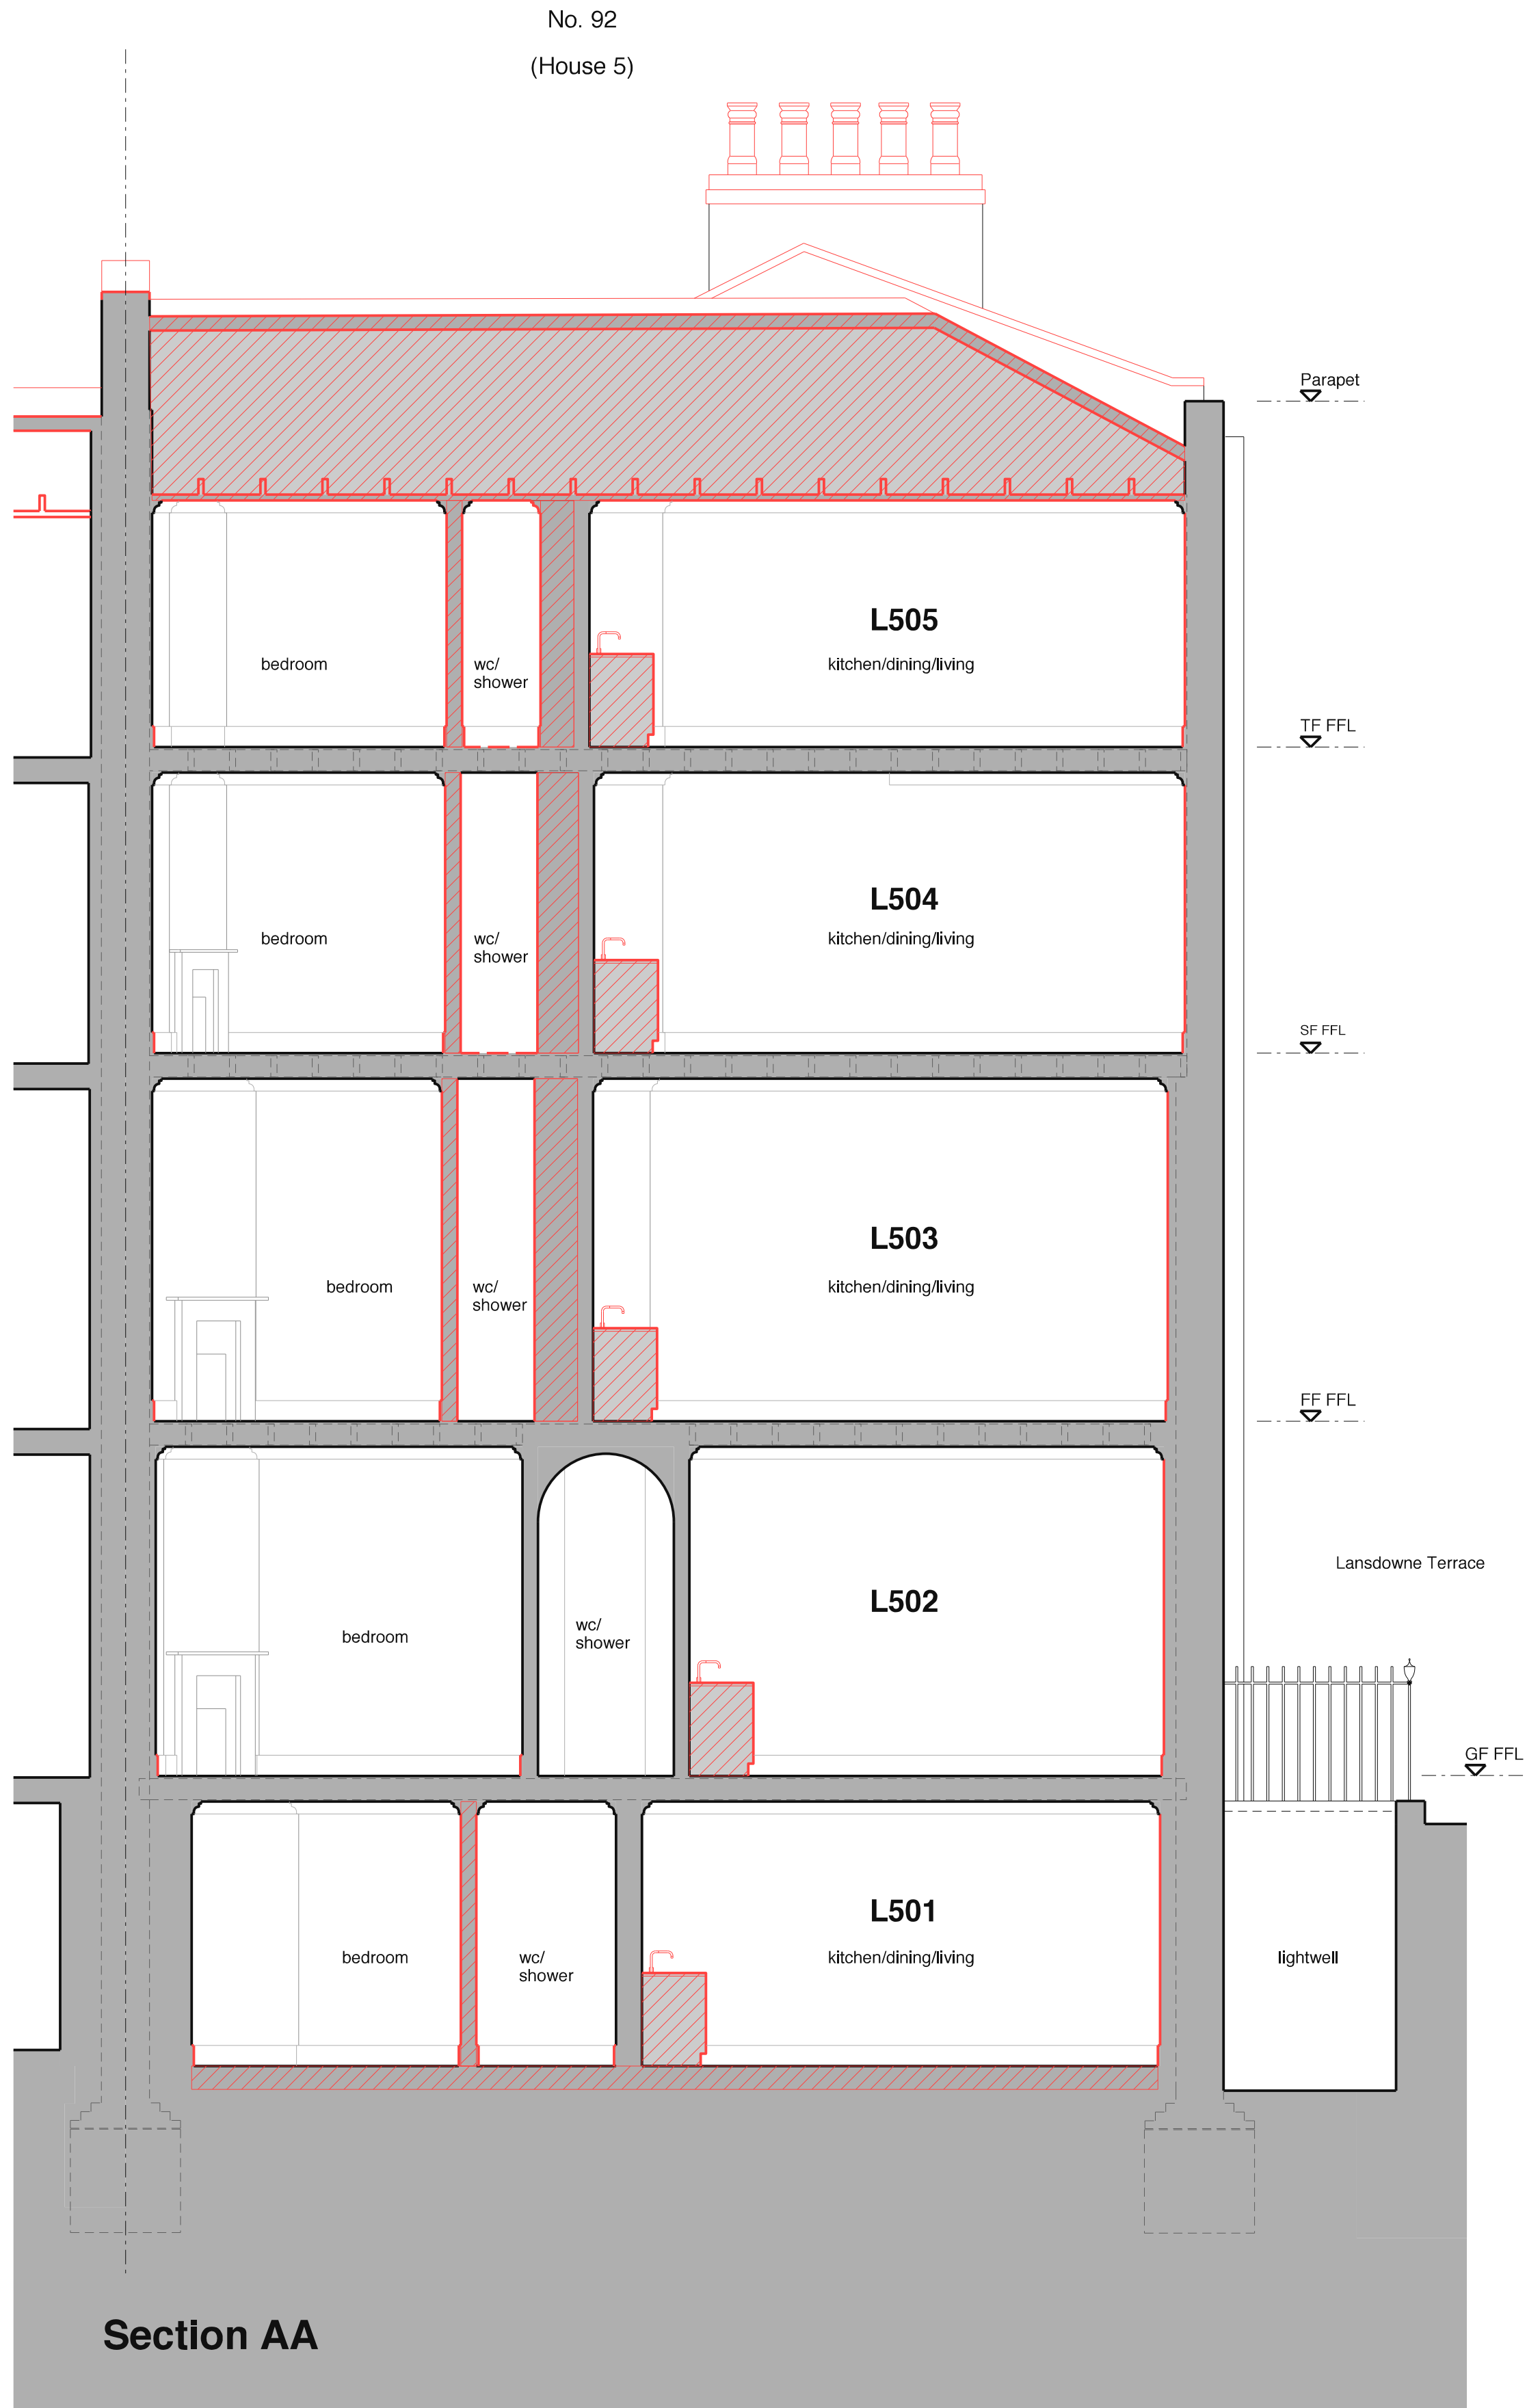 No. 92
(House 5)
Parapet
L505
bedroom
wc/
shower
kitchen/dining/living
TF FFL
L504
bedroom
wc/
shower
kitchen/dining/living
SF FFL
L503
bedroom
wc/
shower
kitchen/dining/living
FF FFL
Lansdowne Terrace
L502
bedroom
wc/
shower
GF FFL
L501
bedroom
wc/
shower
kitchen/dining/living
lightwell
Section AA